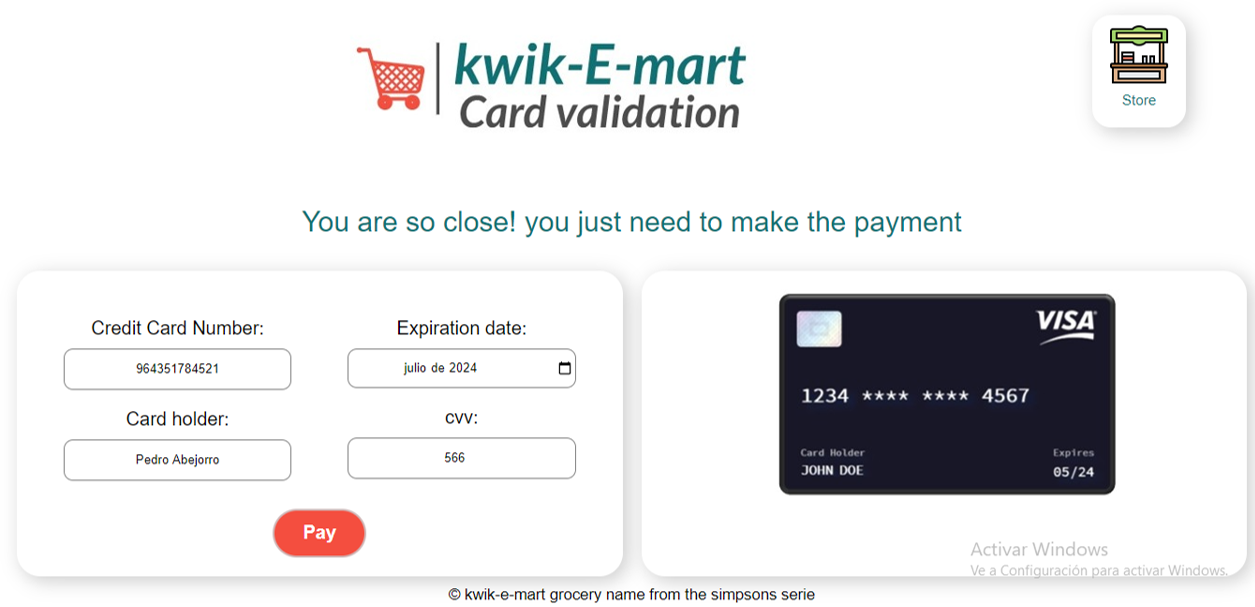 kwik-E-mart
Card validation
Store
You are so close! you just need to make the payment
Credit Card Number:
Expiration date:
964351784521
julio de 2024
Card holder:
cvv:
Pedro Abejorro
566
Pay
VISA
1234 **** **** 4567
Card Holder
Expires
JOHN DOE
05/24
Activar Windows
Ve a Configuración para activar Windows.
© kwik-e-mart grocery name from the simpsons serie